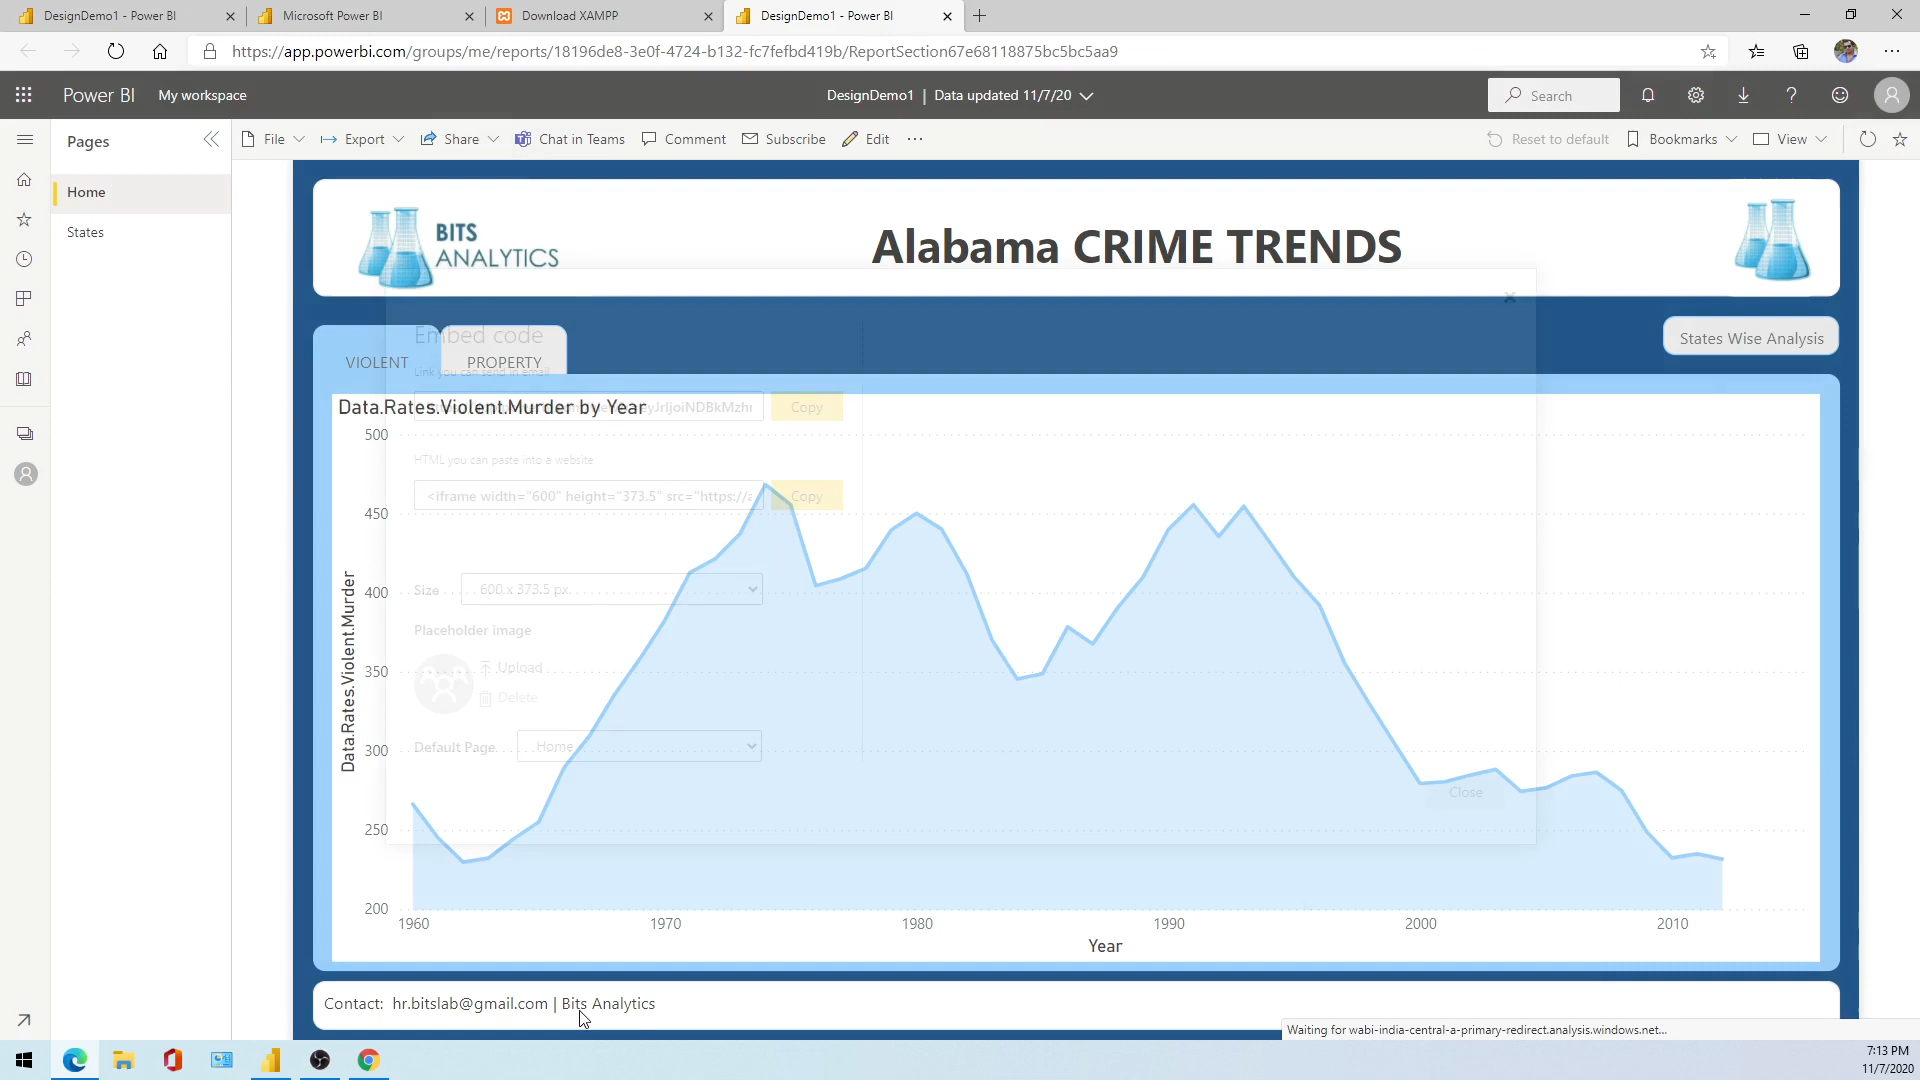 DesignDemo1 - Power BI
Microsoft Power BI
Download XAMPP
DesignDemo1 - Power BI
https://app.powerbi.com/groups/me/reports/18196de8-3e0f-4724-b132-fc7fefbd419b/ReportSection67e68118875bc5bc5aa9
Power BI My workspace
DesignDemo1 | Data updated 11/7/20
Search
Pages
File Export Share Chat in Teams Comment Subscribe Edit
Reset to default Bookmarks View
Home
States
BITS
ANALYTICS
Alabama CRIME TRENDS
Embed code
VIOLENT
PROPERTY
States Wise Analysis
Link you can send in email
Data.Rates.Violent.Murder by Year
Copy
HTML you can paste into a website
<iframe width="600" height="373.5" src="https://a
Copy
Size 600 x 373.5 px
Placeholder image
Upload
Delete
Default Page Home
Close
Data.Rates.Violent.Murder
500
450
400
350
300
250
200
1960 1970 1980 1990 2000 2010
Year
Contact: hr.bitslab@gmail.com | Bits Analytics
Waiting for wabi-india-central-a-primary-redirect.analysis.windows.net...
7:13 PM
11/7/2020